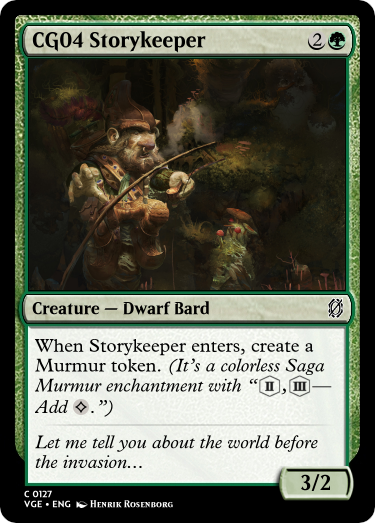 CG04 Storykeeper 2
Creature — Dwarf Bard
When Storykeeper enters, create a
Murmur token. (It's a colorless Saga
Murmur enchantment with “II, III—
Add C.”)
Let me tell you about the world before
the invasion…
3/2
C 0127
VGE • ENG Henrik Rosenborg